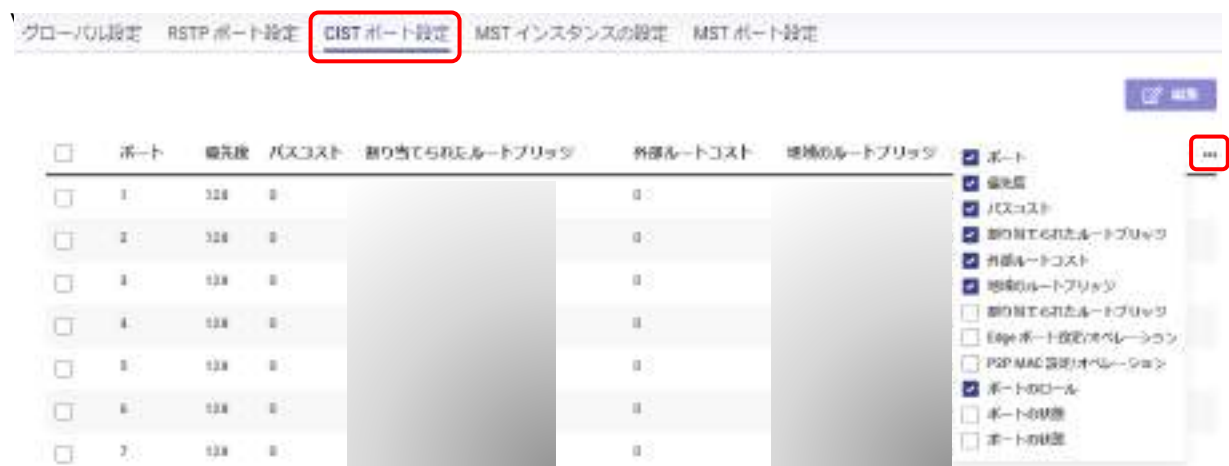 グローバル設定 RSTP ポート設定 CIST ポート設定 MST インスタンスの設定 MST ポート設定
編集
ポート 優先度 パスコスト 割り当てられたルートブリッジ 外部ルートコスト 地域のルートブリッジ ...
1 128 0 0
2 128 0 0
3 128 0 0
4 128 0 0
5 128 0 0
6 128 0 0
7 128 0 0
ポート
優先度
パスコスト
割り当てられたルートブリッジ
外部ルートコスト
地域のルートブリッジ
割り当てられたルートブリッジ
Edge ポート設定/オペレーション
P2P MAC 設定/オペレーション
ポートのロール
ポートの状態
ポートの状態